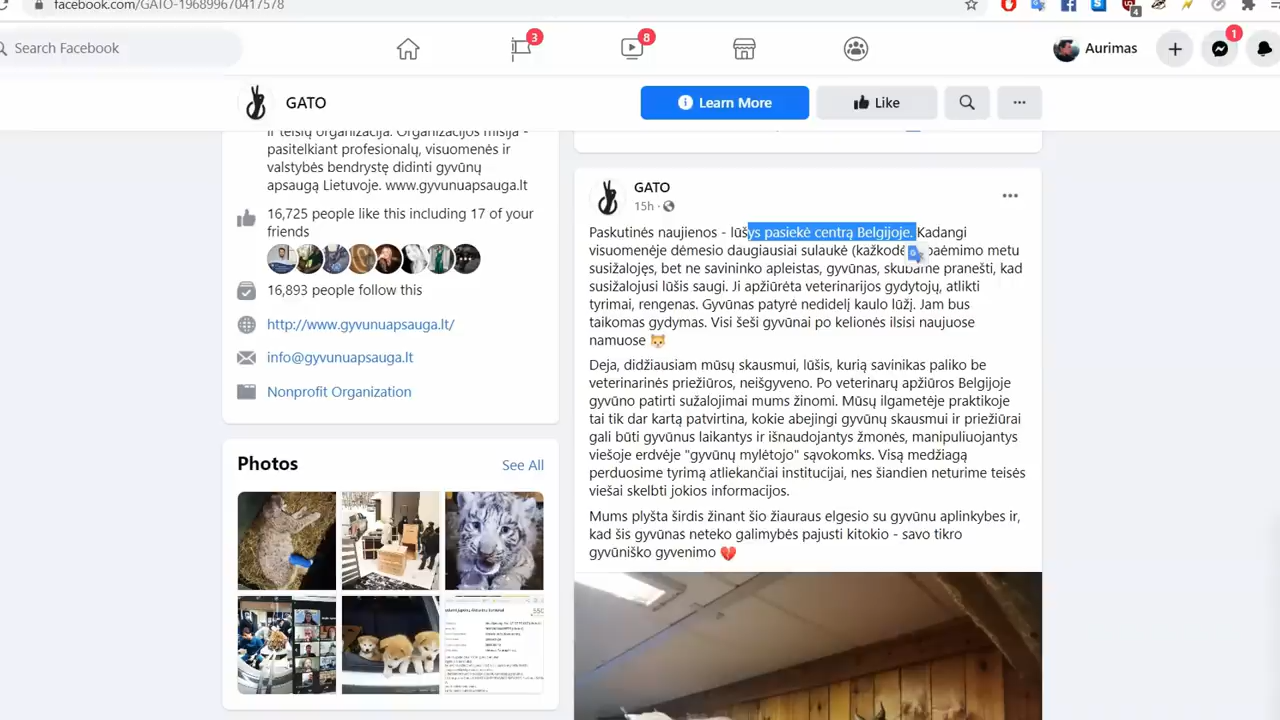 facebook.com/GATO-196899670417578
4
Search Facebook
3
8
Aurimas
1
GATO
Learn More
Like
ir teisių organizacija. Organizacijos misija -
pasitelkiant profesionalų, visuomenės ir
valstybės bendrystę didinti gyvūnų
apsaugą Lietuvoje. www.gyvunuapsauga.lt
16,725 people like this including 17 of your
friends
16,893 people follow this
http://www.gyvunuapsauga.lt/
info@gyvunuapsauga.lt
Nonprofit Organization
Photos
See All
GATO
15h
Paskutinės naujienos - lūšys pasiekė centrą Belgijoje. Kadangi
visuomenėje dėmesio daugiausiai sulaukė (kažkodė paėmimo metu
susižalojęs, bet ne savininko apleistas, gyvūnas, skubame pranešti, kad
susižalojusi lūšis saugi. Ji apžiūrėta veterinarijos gydytojų, atlikti
tyrimai, rengenas. Gyvūnas patyrė nedidelį kaulo lūžį. Jam bus
taikomas gydymas. Visi šeši gyvūnai po kelionės ilsisi naujuose
namuose
Deja, didžiausiam mūsų skausmui, lūšis, kurią savinikas paliko be
veterinarinės priežiūros, neišgyveno. Po veterinarų apžiūros Belgijoje
gyvūno patirti sužalojimai mums žinomi. Mūsų ilgametėje praktikoje
tai tik dar kartą patvirtina, kokie abejingi gyvūnų skausmui ir priežiūrai
gali būti gyvūnus laikantys ir išnaudojantys žmonės, manipuliuojantys
viešoje erdvėje "gyvūnų mylėtojo" sąvokomks. Visą medžiagą
perduosime tyrimą atliekančiai institucijai, nes šiandien neturime teisės
viešai skelbti jokios informacijos.
Mums plyšta širdis žinant šio žiauraus elgesio su gyvūnu aplinkybes ir,
kad šis gyvūnas neteko galimybės pajusti kitokio - savo tikro
gyvūniško gyvenimo